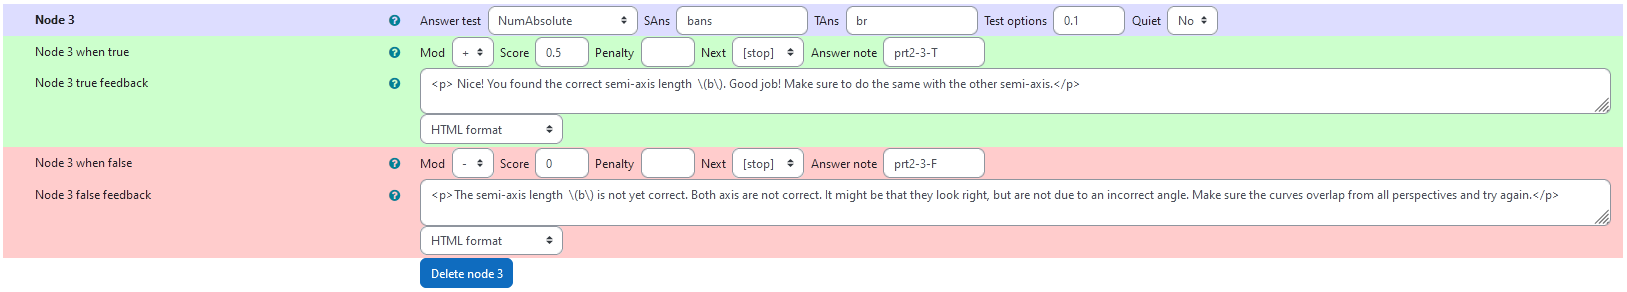 Node 3 Answer test NumAbsolute SAns bans TAns br Test options 0.1 Quiet No
Node 3 when true Mod + Score 0.5 Penalty Next [stop] Answer note prt2-3-T
Node 3 true feedback <p> Nice! You found the correct semi-axis length \(b\). Good job! Make sure to do the same with the other semi-axis.</p>
HTML format
Node 3 when false Mod - Score 0 Penalty Next [stop] Answer note prt2-3-F
Node 3 false feedback <p>The semi-axis length \(b\) is not yet correct. Both axis are not correct. It might be that they look right, but are not due to an incorrect angle. Make sure the curves overlap from all perspectives and try again.</p>
HTML format
Delete node 3